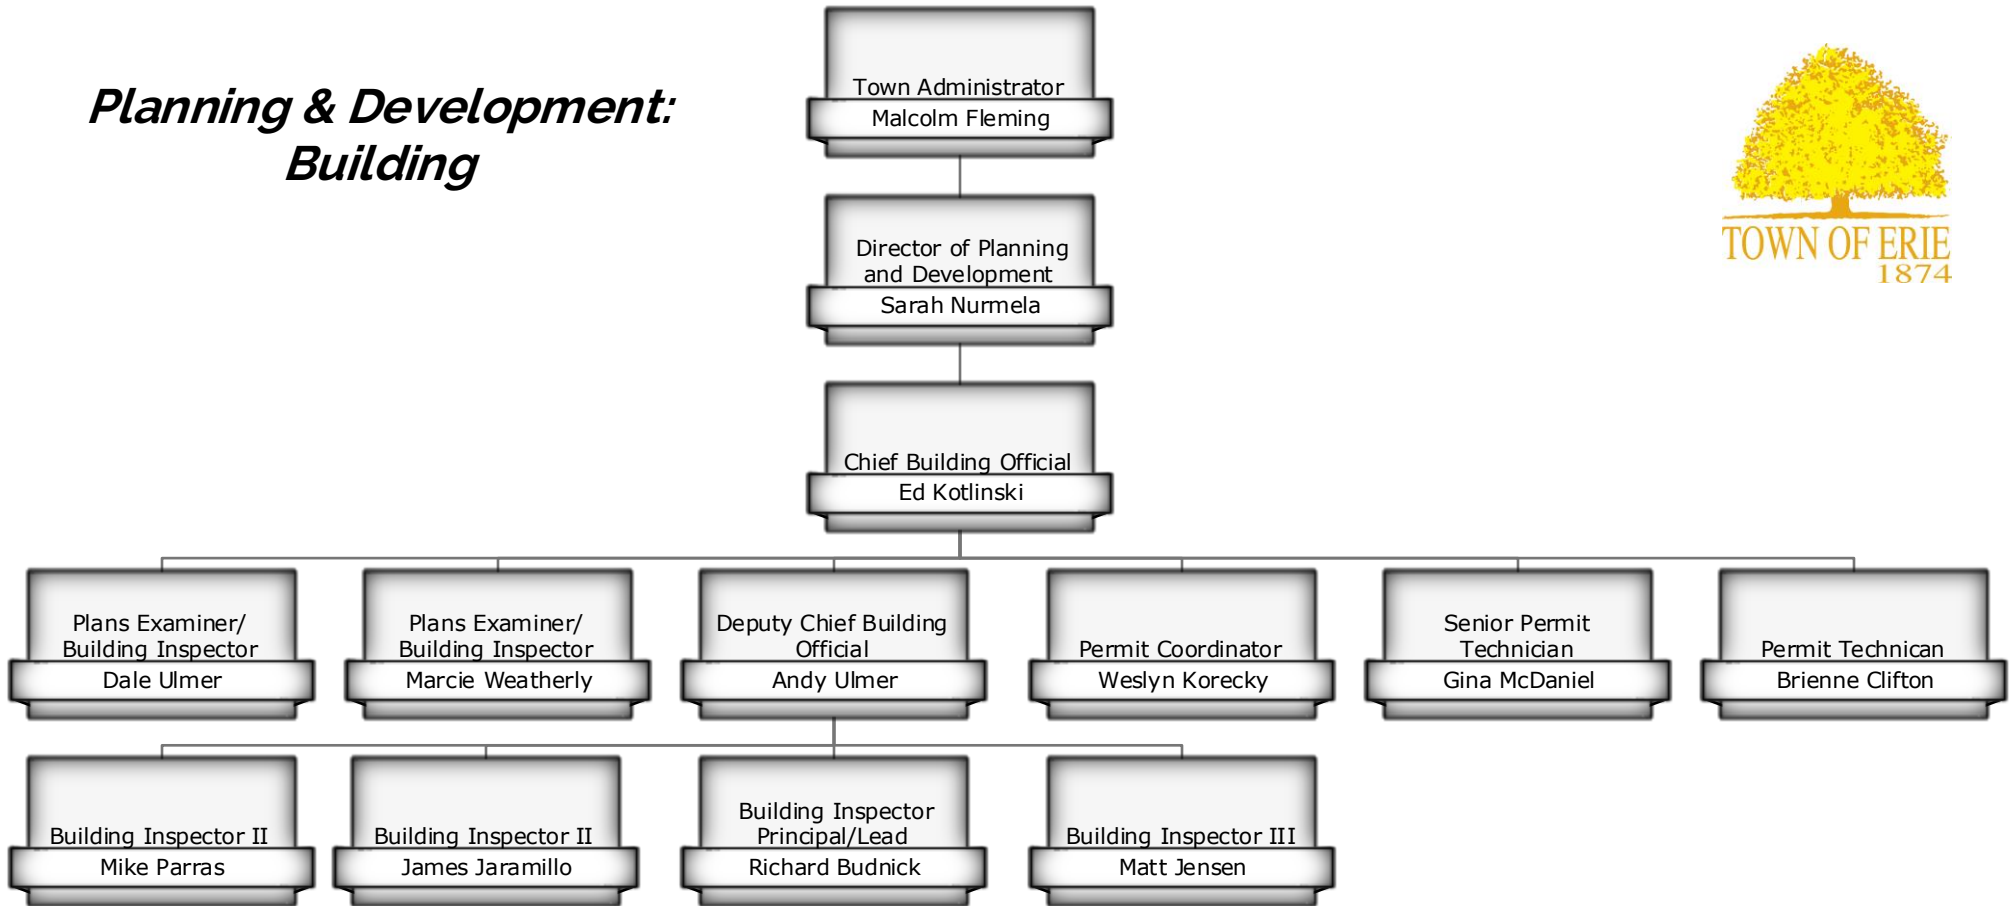 Planning & Development:
Building
Town Administrator
Malcolm Fleming
TOWN OF ERIE
1874
Director of Planning
and Development
Sarah Nurmela
Chief Building Official
Ed Kotlinski
Plans Examiner/
Building Inspector
Dale Ulmer
Plans Examiner/
Building Inspector
Marcie Weatherly
Deputy Chief Building
Official
Andy Ulmer
Permit Coordinator
Weslyn Korecky
Senior Permit
Technician
Gina McDaniel
Permit Technican
Brienne Clifton
Building Inspector II
Mike Parras
Building Inspector II
James Jaramillo
Building Inspector
Principal/Lead
Richard Budnick
Building Inspector III
Matt Jensen